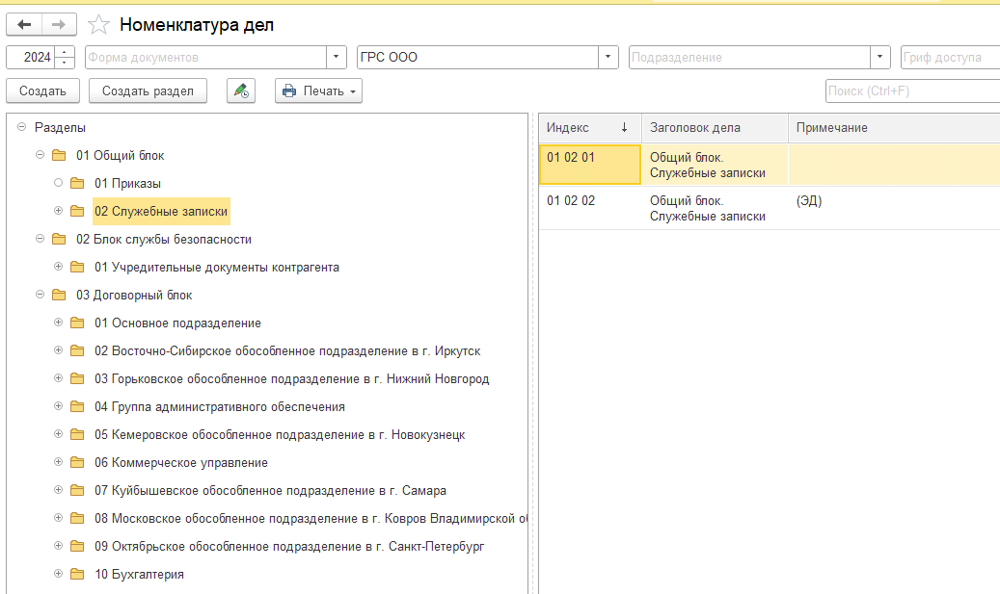 Номенклатура дел
2024
Форма документов
ГРС ООО
Подразделение
Гриф доступа
Создать
Создать раздел
Печать
Поиск (Ctrl+F)
Разделы
01 Общий блок
01 Приказы
02 Служебные записки
02 Блок службы безопасности
01 Учредительные документы контрагента
03 Договорный блок
01 Основное подразделение
02 Восточно-Сибирское обособленное подразделение в г. Иркутск
03 Горьковское обособленное подразделение в г. Нижний Новгород
04 Группа административного обеспечения
05 Кемеровское обособленное подразделение в г. Новокузнецк
06 Коммерческое управление
07 Куйбышевское обособленное подразделение в г. Самара
08 Московское обособленное подразделение в г. Ковров Владимирской о
09 Октябрьское обособленное подразделение в г. Санкт-Петербург
10 Бухгалтерия
Индекс ↓ Заголовок дела Примечание
01 02 01 Общий блок.
Служебные записки
01 02 02 Общий блок. (ЭД)
Служебные записки